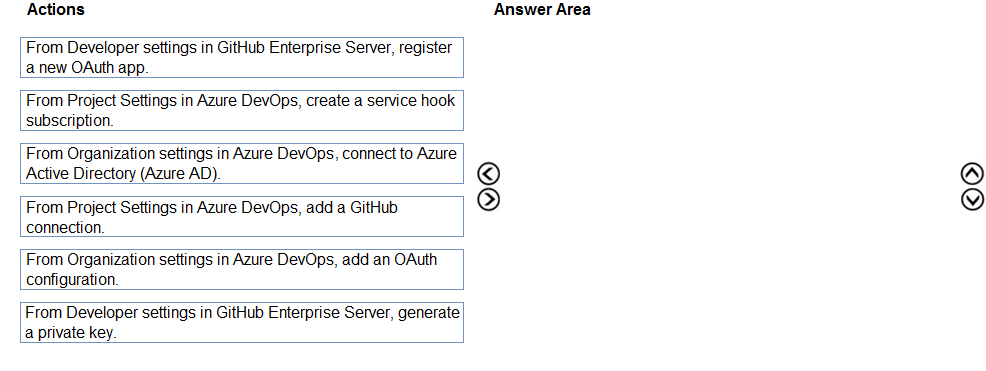 Actions
Answer Area
From Developer settings in GitHub Enterprise Server, register
a new OAuth app.
From Project Settings in Azure DevOps, create a service hook
subscription.
From Organization settings in Azure DevOps, connect to Azure
Active Directory (Azure AD).
From Project Settings in Azure DevOps, add a GitHub
connection.
From Organization settings in Azure DevOps, add an OAuth
configuration.
From Developer settings in GitHub Enterprise Server, generate
a private key.